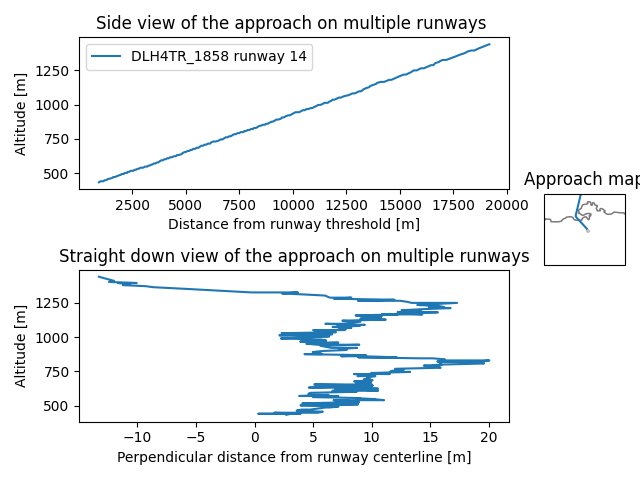 Side view of the approach on multiple runways
DLH4TR_1858 runway 14
Altitude [m]
1250
1000
750
500
2500
5000
7500
10000
12500
15000
17500
20000
Distance from runway threshold [m]
Approach map
Straight down view of the approach on multiple runways
Altitude [m]
1250
1000
750
500
−10
−5
0
5
10
15
20
Perpendicular distance from runway centerline [m]